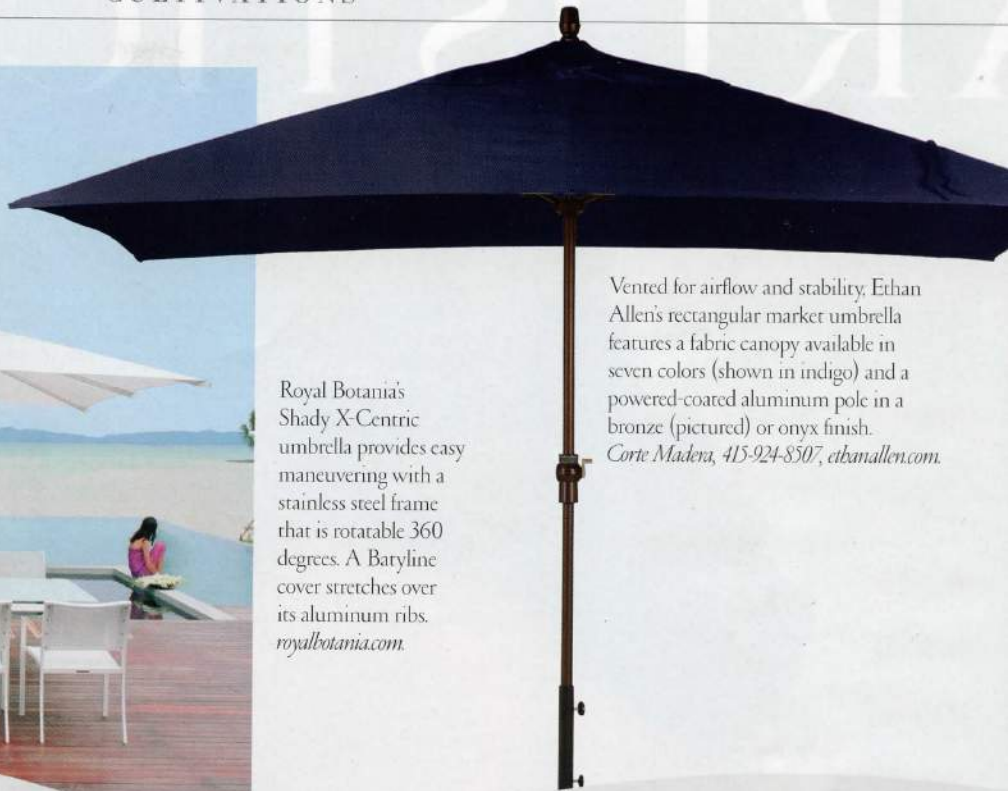 CULTIVATIONS
Royal Botania's
Shady X-Centric
umbrella provides easy
maneuvering with a
stainless steel frame
that is rotatable 360
degrees. A Batyline
cover stretches over
its aluminum ribs.
royalbotania.com.
Vented for airflow and stability, Ethan
Allen's rectangular market umbrella
features a fabric canopy available in
seven colors (shown in indigo) and a
powered-coated aluminum pole in a
bronze (pictured) or onyx finish.
Corte Madera, 415-924-8507, ethanallen.com.